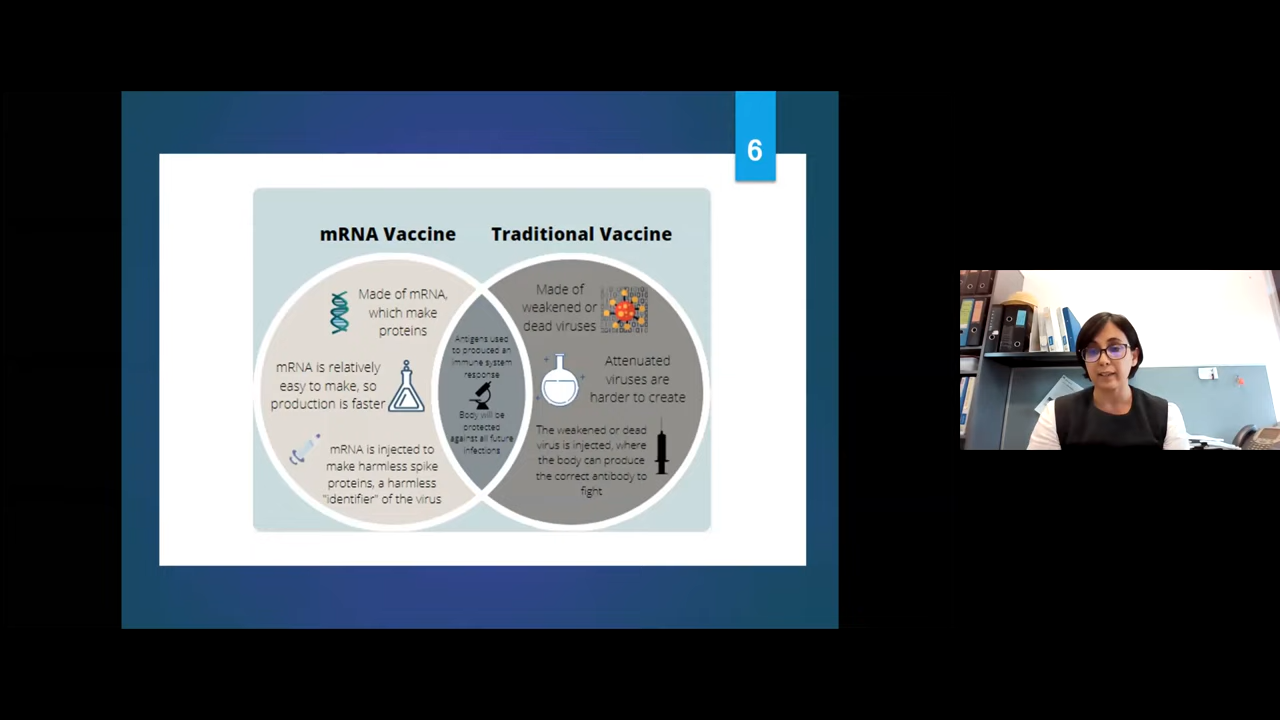 6
mRNA Vaccine
Traditional Vaccine
Made of mRNA,
which make
proteins
mRNA is relatively
easy to make, so
production is faster
mRNA is injected to
make harmless spike
proteins, a harmless
"identifier" of the virus
Antigens used
to produced an
immune system
response
Body will be
protected
against all future
infections
Made of
weakened or
dead viruses
Attenuated
viruses are
harder to create
The weakened or dead
virus is injected, where
the body can produce
the correct antibody to
fight